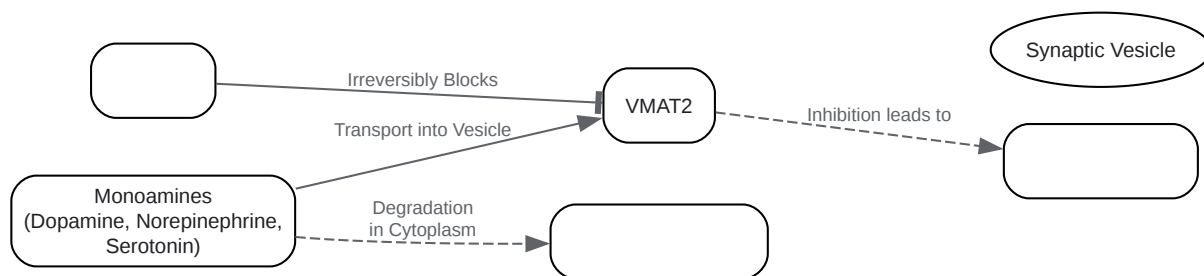 Synaptic Vesicle
Irreversibly Blocks
VMAT2
Transport into Vesicle
Inhibition leads to
Monoamines
(Dopamine, Norepinephrine,
Serotonin)
Degradation
in Cytoplasm